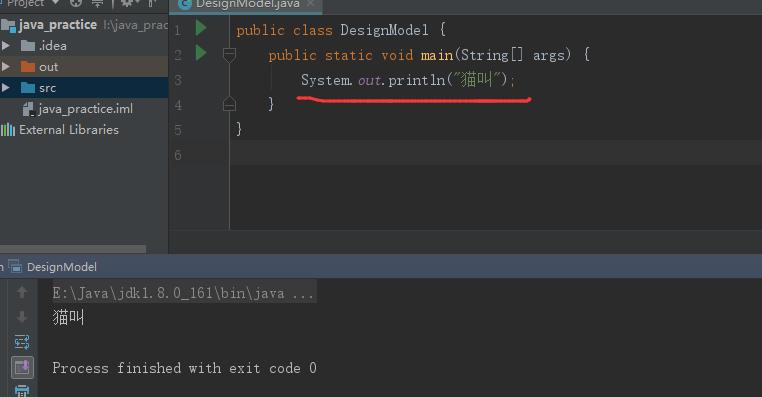 Project
DesignModel.java
java_practice I:\java_prac
.idea
out
src
java_practice.iml
External Libraries
1 public class DesignModel {
2 public static void main(String[] args) {
3 System.out.println("猫叫");
4 }
5 }
6
DesignModel
E:\Java\jdk1.8.0_161\bin\java ...
猫叫
Process finished with exit code 0